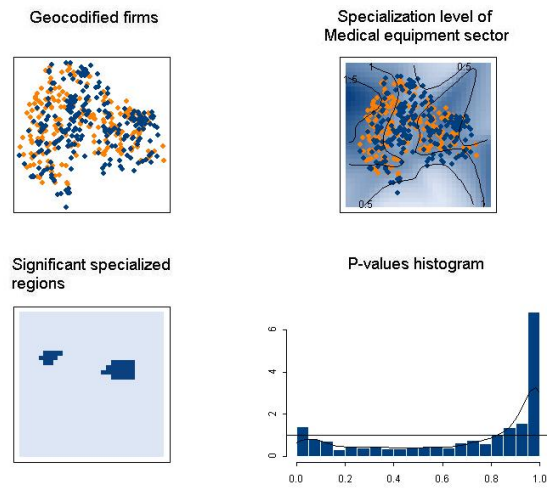 Geocodified firms
Specialization level of
Medical equipment sector
1
0.5
1.5
0.5
Significant specialized
regions
P-values histogram
6
4
2
0
0.0 0.2 0.4 0.6 0.8 1.0